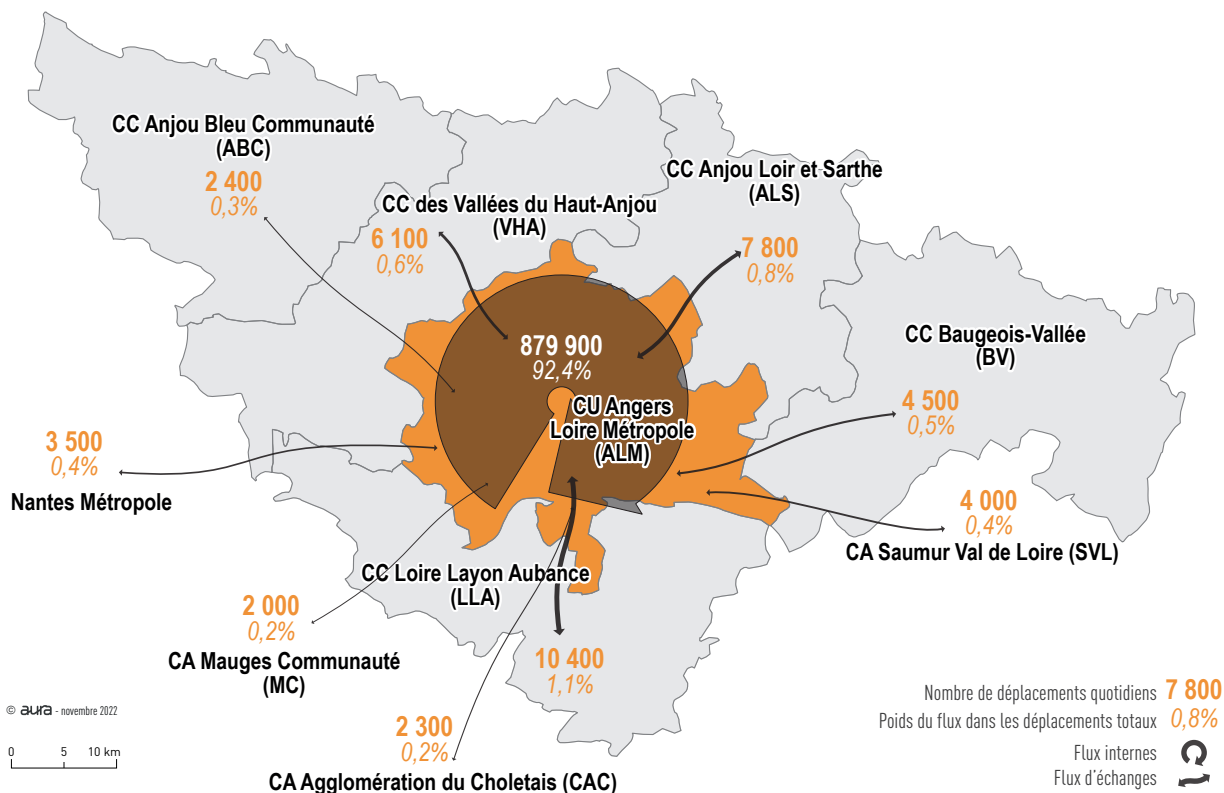 CC Anjou Bleu Communauté
(ABC)
2 400
0,3%
CC des Vallées du Haut-Anjou
(VHA)
6 100
0,6%
CC Anjou Loir et Sarthe
(ALS)
7 800
0,8%
CC Baugeois-Vallée
(BV)
4 500
0,5%
879 900
92,4%
CU Angers
Loire Métropole
(ALM)
3 500
0,4%
Nantes Métropole
4 000
0,4%
CA Saumur Val de Loire (SVL)
CC Loire Layon Aubance
(LLA)
10 400
1,1%
2 000
0,2%
CA Mauges Communauté
(MC)
2 300
0,2%
CA Agglomération du Choletais (CAC)
© aura - novembre 2022
0 5 10 km
Nombre de déplacements quotidiens 7 800
Poids du flux dans les déplacements totaux 0,8%
Flux internes
Flux d'échanges